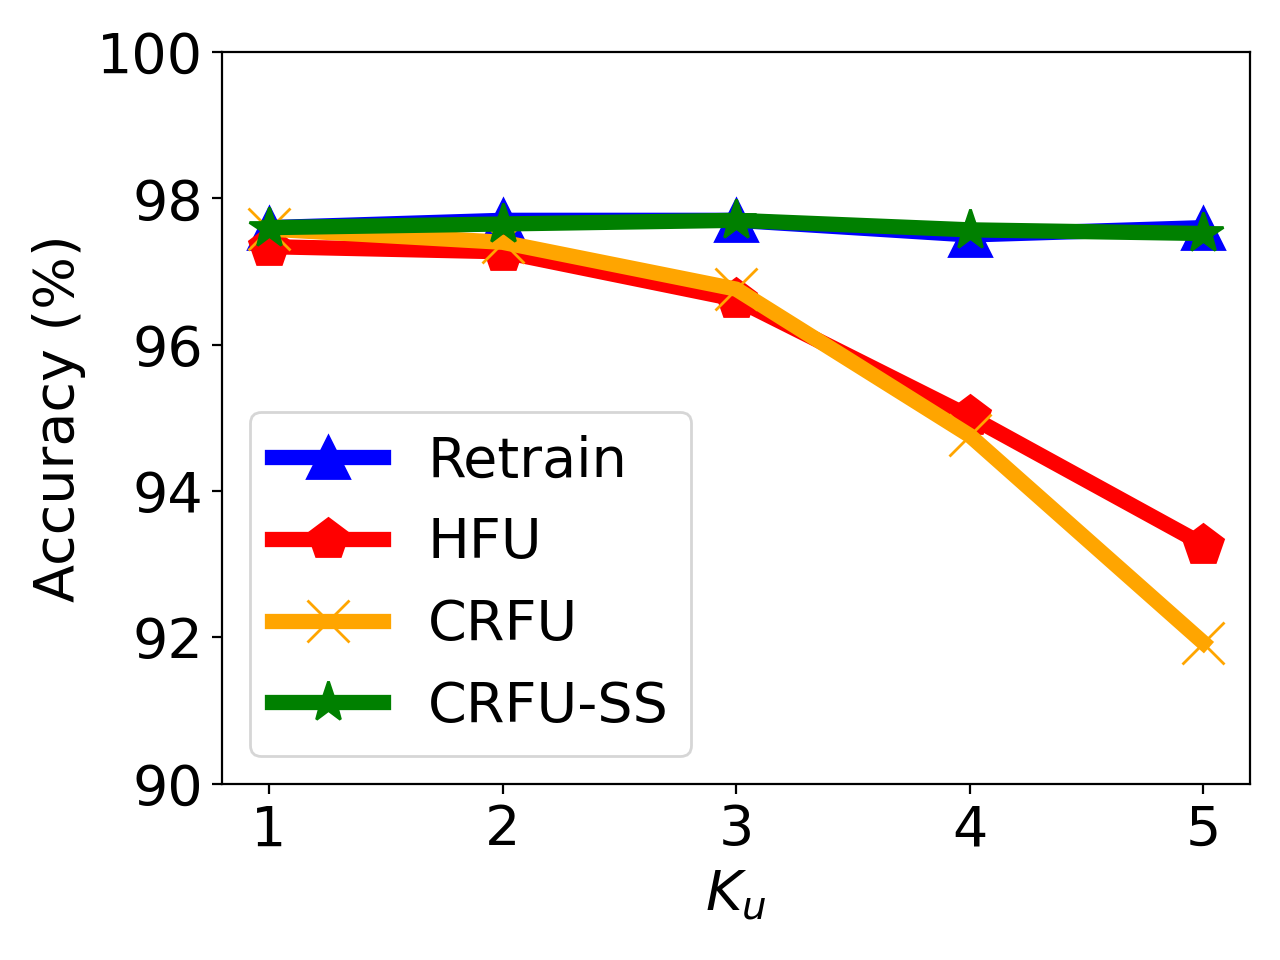 100
98
96
94
92
90
Accuracy (%)
Retrain
HFU
CRFU
CRFU-SS
1 2 3 4 5
K_u